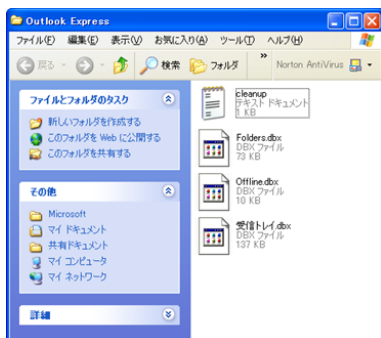 Outlook Express
ファイル(F) 編集(E) 表示(V) お気に入り(A) ツール(T) ヘルプ(H)
戻る 検索 フォルダ » Norton AntiVirus
ファイルとフォルダのタスク
新しいフォルダを作成する
このフォルダを Web に公開する
このフォルダを共有する
その他
Microsoft
マイ ドキュメント
共有ドキュメント
マイ コンピュータ
マイ ネットワーク
詳細
cleanup
テキスト ドキュメント
1 KB
Folders.dbx
DBX ファイル
73 KB
Offline.dbx
DBX ファイル
10 KB
受信トレイ.dbx
DBX ファイル
137 KB